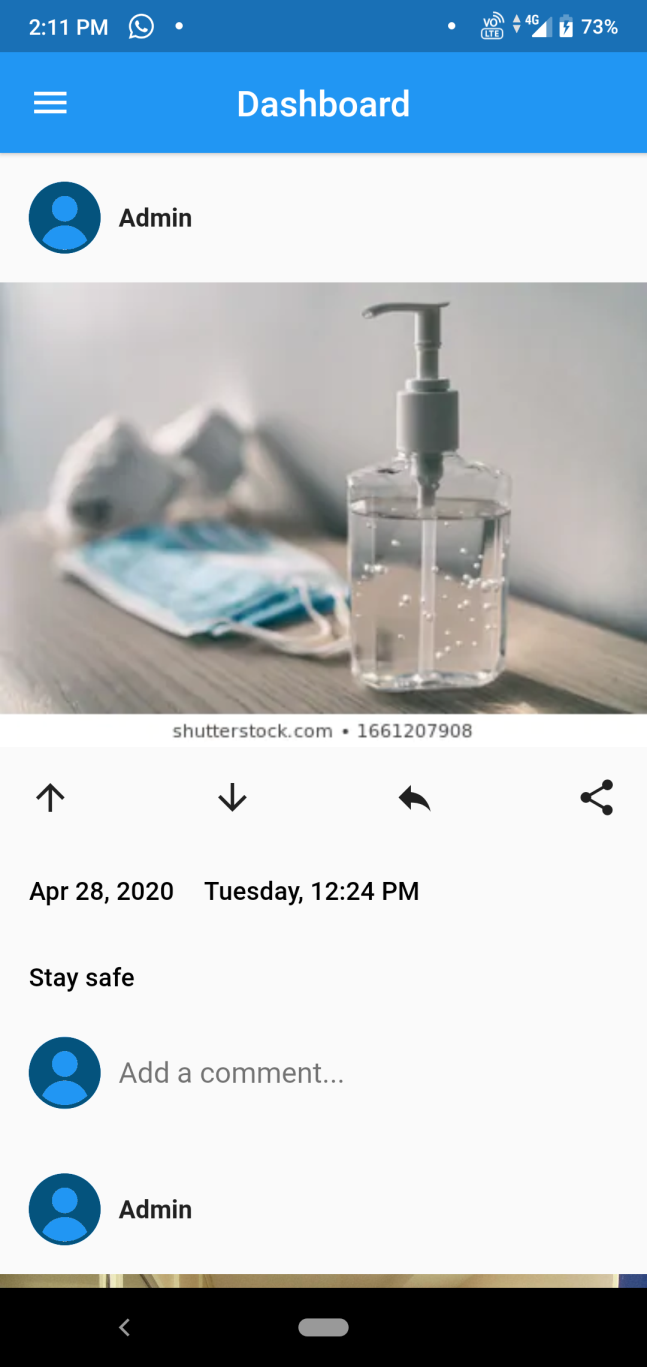 2:11 PM
VO LTE 4G 73%
Dashboard
Admin
shutterstock.com • 1661207908
Apr 28, 2020 Tuesday, 12:24 PM
Stay safe
Add a comment...
Admin